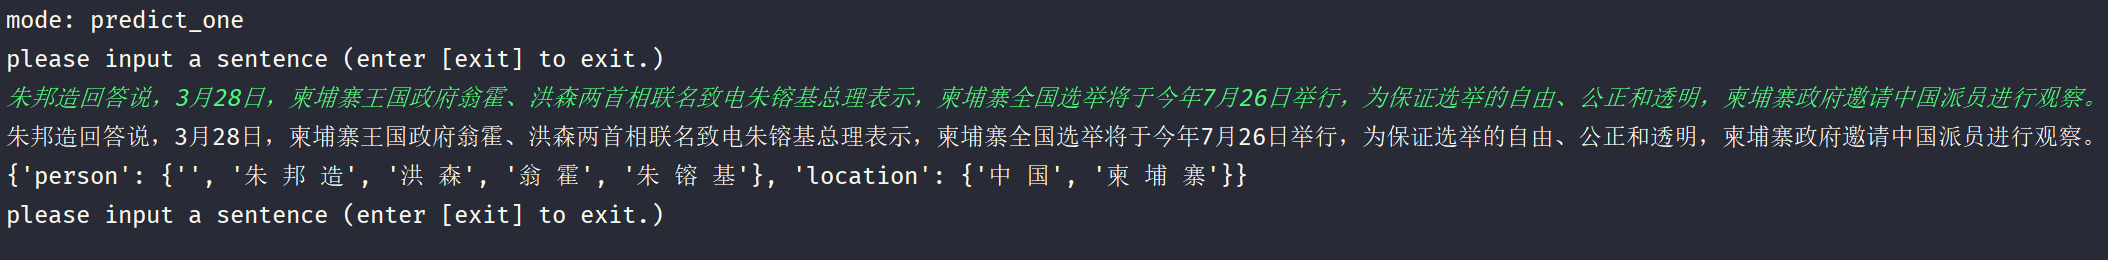 mode: predict_one
please input a sentence (enter [exit] to exit.)
朱邦造回答说，3月28日，柬埔寨王国政府翁霍、洪森两首相联名致电朱镕基总理表示，柬埔寨全国选举将于今年7月26日举行，为保证选举的自由、公正和透明，柬埔寨政府邀请中国派员进行观察。
朱邦造回答说，3月28日，柬埔寨王国政府翁霍、洪森两首相联名致电朱镕基总理表示，柬埔寨全国选举将于今年7月26日举行，为保证选举的自由、公正和透明，柬埔寨政府邀请中国派员进行观察。
{'person': {'', '朱 邦 造', '洪 森', '翁 霍', '朱 镕 基'}, 'location': {'中 国', '柬 埔 寨'}}
please input a sentence (enter [exit] to exit.)